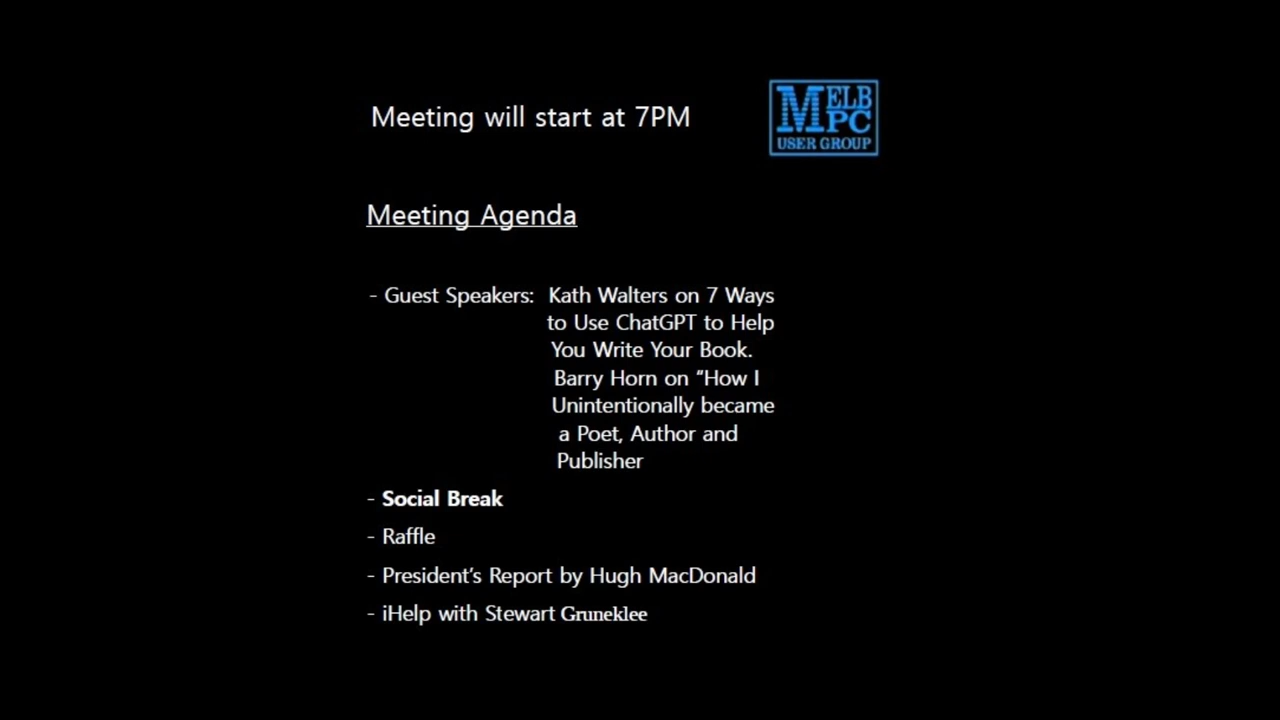 Meeting will start at 7PM
MELB
PC
USER GROUP
Meeting Agenda
- Guest Speakers: Kath Walters on 7 Ways
to Use ChatGPT to Help
You Write Your Book.
Barry Horn on “How I
Unintentionally became
a Poet, Author and
Publisher
- Social Break
- Raffle
- President’s Report by Hugh MacDonald
- iHelp with Stewart Gruneklee